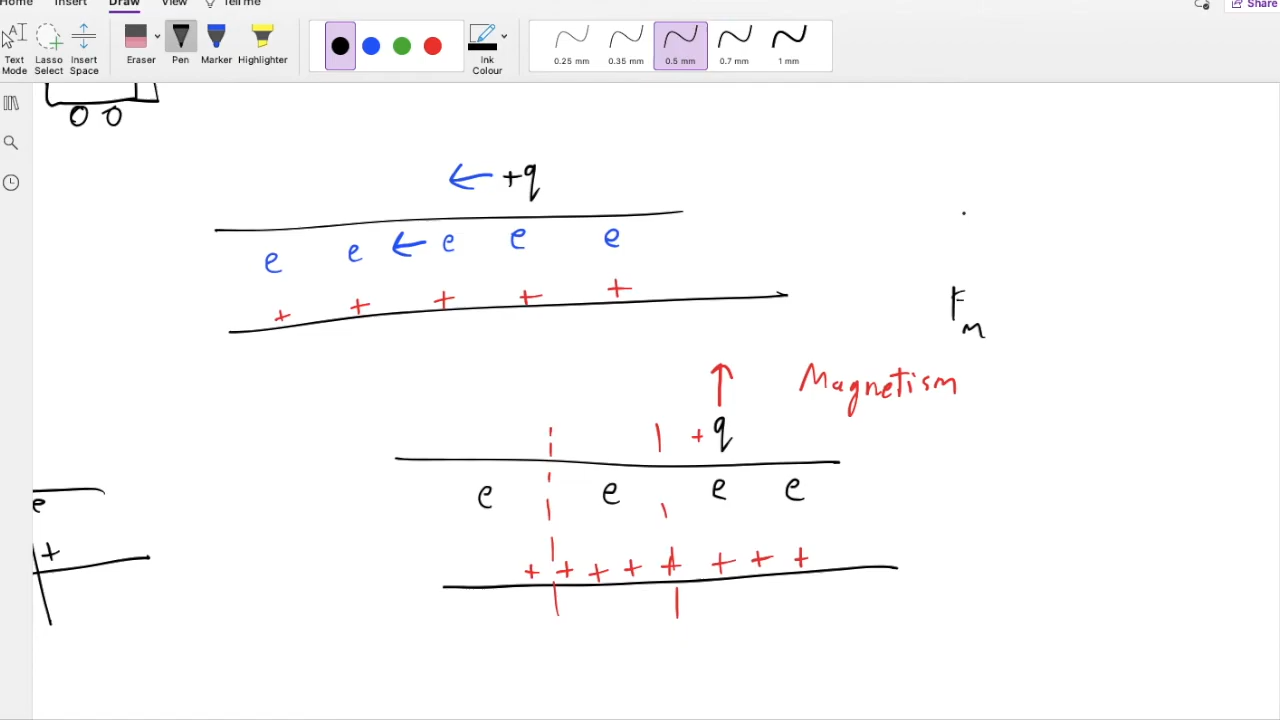 Home Insert Draw View Tell me Share
Text Mode Lasso Select Insert Space Eraser Pen Marker Highlighter Ink Colour 0.25 mm 0.35 mm 0.5 mm 0.7 mm 1 mm
← +q
e e ← e e e
+ + + + +
F
M
↑ Magnetism
+ q
e e e e
+ + + + + + + +
e
+